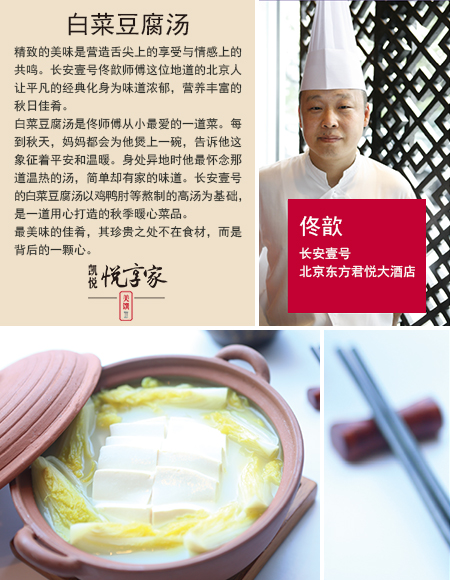 白菜豆腐汤
精致的美味是营造舌尖上的享受与情感上的
共鸣。长安壹号佟歆师傅这位地道的北京人
让平凡的经典化身为味道浓郁，营养丰富的
秋日佳肴。
白菜豆腐汤是佟师傅从小最爱的一道菜。每
到秋天，妈妈都会为他煲上一碗，告诉他这
象征着平安和温暖。身处异地时他最怀念那
道温热的汤，简单却有家的味道。长安壹号
的白菜豆腐汤以鸡鸭肘等熬制的高汤为基础，
是一道用心打造的秋季暖心菜品。
最美味的佳肴，其珍贵之处不在食材，而是
背后的一颗心。
凯悦 悦享家
美馔
佟歆
长安壹号
北京东方君悦大酒店